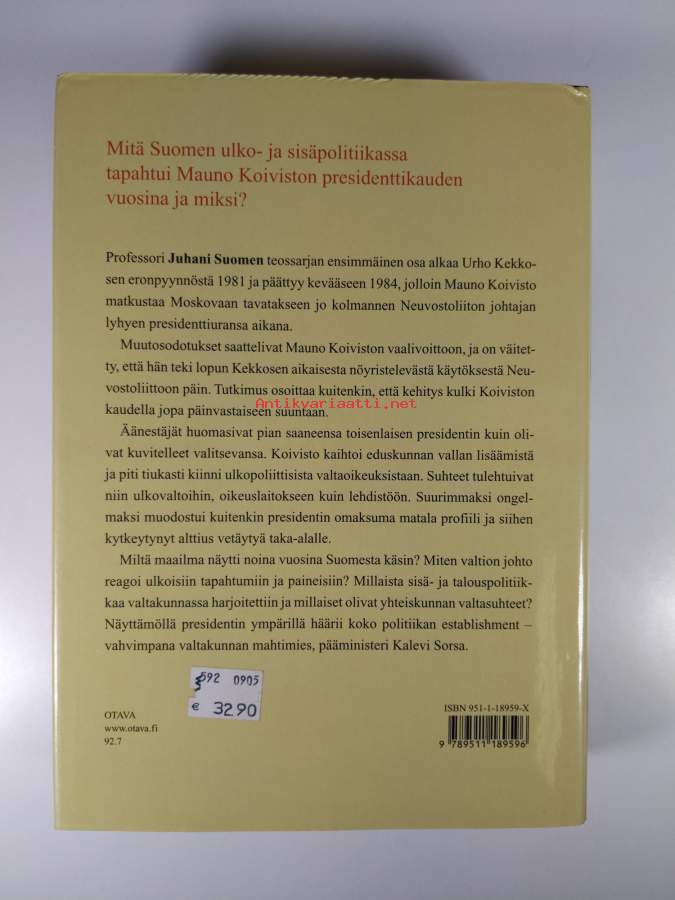 Mitä Suomen ulko- ja sisäpolitiikassa
tapahtui Mauno Koiviston presidenttikauden
vuosina ja miksi?
Professori Juhani Suomen teossarjan ensimmäinen osa alkaa Urho Kekko-
sen eronpyynnöstä 1981 ja päättyy kevääseen 1984, jolloin Mauno Koivisto
matkustaa Moskovaan tavatakseen jo kolmannen Neuvostoliiton johtajan
lyhyen presidenttiuransa aikana.
Muutosodotukset saattelivat Mauno Koiviston vaalivoittoon, ja on väitet-
ty, että hän teki lopun Kekkosen aikaisesta nöyristelevästä käytöksestä Neu-
vostoliittoon päin. Tutkimus osoittaa kuitenkin, että kehitys kulki Koiviston
kaudella jopa päinvastaiseen suuntaan.
Antikvariaatti.net
Äänestäjät huomasivat pian saaneensa toisenlaisen presidentin kuin oli-
vat kuvitelleet valitsevansa. Koivisto kaihtoi eduskunnan vallan lisäämistä
ja piti tiukasti kiinni ulkopoliittisista valtaoikeuksistaan. Suhteet tulehtuivat
niin ulkovaltoihin, oikeuslaitokseen kuin lehdistöön. Suurimmaksi ongel-
maksi muodostui kuitenkin presidentin omaksuma matala profiili ja siihen
kytkeytynyt alttius vetäytyä taka-alalle.
Miltä maailma näytti noina vuosina Suomesta käsin? Miten valtion johto
reagoi ulkoisiin tapahtumiin ja paineisiin? Millaista sisä- ja talouspolitiik-
kaa valtakunnassa harjoitettiin ja millaiset olivat yhteiskunnan valtasuhteet?
Näyttämöllä presidentin ympärillä häärii koko politiikan establishment –
vahvimpana valtakunnan mahtimies, pääministeri Kalevi Sorsa.
592 0905
€ 32.90
OTAVA
www.otava.fi
92.7
ISBN 951-1-18959-X
9 789511 189596